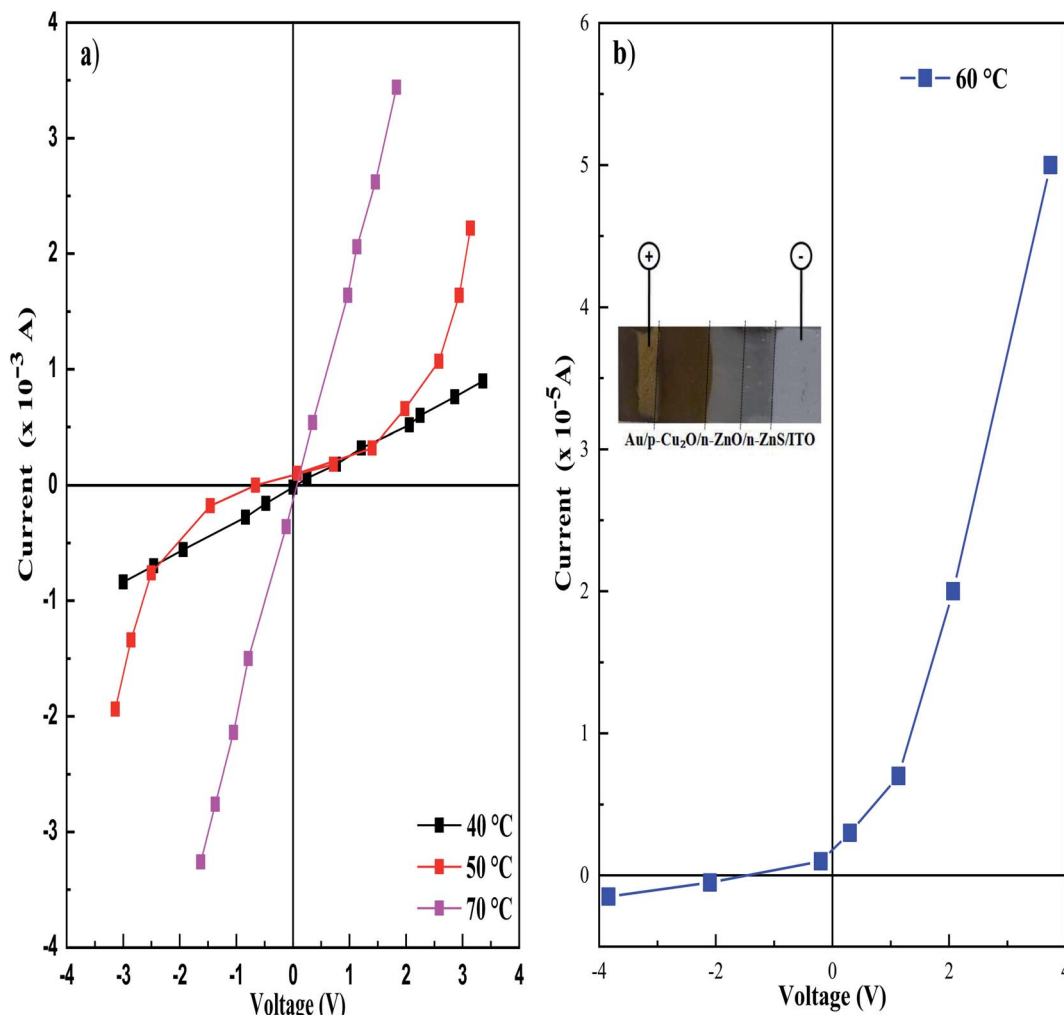 a)
4
3
2
1
0
-1
-2
-3
-4
-4 -3 -2 -1 0 1 2 3 4
Current (x 10⁻³ A)
Voltage (V)
40 °C
50 °C
70 °C
b)
6
5
4
3
2
1
0
-4 -2 0 2 4
Current (x 10⁻⁵A)
Voltage (V)
60 °C
+ -
Au/p-Cu₂O/n-ZnO/n-ZnS/ITO